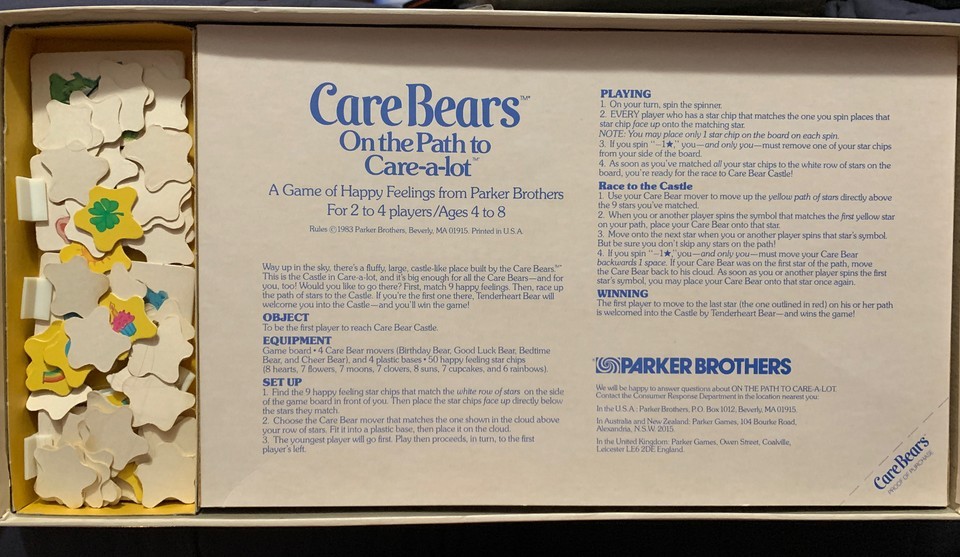 Care Bears™
On the Path to
Care-a-lot™
A Game of Happy Feelings from Parker Brothers
For 2 to 4 players/Ages 4 to 8
Rules ©1983 Parker Brothers, Beverly, MA 01915. Printed in U.S.A.
Way up in the sky, there's a fluffy, large, castle-like place built by the Care Bears.™
This is the Castle in Care-a-lot, and it's big enough for all the Care Bears—and for
you, too! Would you like to go there? First, match 9 happy feelings. Then, race up
the path of stars to the Castle. If you're the first one there, Tenderheart Bear will
welcome you into the Castle—and you'll win the game!
OBJECT
To be the first player to reach Care Bear Castle.
EQUIPMENT
Game board • 4 Care Bear movers (Birthday Bear, Good Luck Bear, Bedtime
Bear, and Cheer Bear), and 4 plastic bases • 50 happy feeling star chips
(8 hearts, 7 flowers, 7 moons, 7 clovers, 8 suns, 7 cupcakes, and 6 rainbows).
SET UP
1. Find the 9 happy feeling star chips that match the white row of stars on the side
of the game board in front of you. Then place the star chips face up directly below
the stars they match.
2. Choose the Care Bear mover that matches the one shown in the cloud above
your row of stars. Fit it into a plastic base, then place it on the cloud.
3. The youngest player will go first. Play then proceeds, in turn, to the first
player's left.
PLAYING
1. On your turn, spin the spinner.
2. EVERY player who has a star chip that matches the one you spin places that
star chip face up onto the matching star.
NOTE: You may place only 1 star chip on the board on each spin.
3. If you spin "−1★," you—and only you—must remove one of your star chips
from your side of the board.
4. As soon as you've matched all your star chips to the white row of stars on the
board, you're ready for the race to Care Bear Castle!
Race to the Castle
1. Use your Care Bear mover to move up the yellow path of stars directly above
the 9 stars you've matched.
2. When you or another player spins the symbol that matches the first yellow star
on your path, place your Care Bear onto that star.
3. Move onto the next star when you or another player spins that star's symbol.
But be sure you don't skip any stars on the path!
4. If you spin "−1★," you—and only you—must move your Care Bear
backwards 1 space. If your Care Bear was on the first star of the path, move
the Care Bear back to his cloud. As soon as you or another player spins the first
star's symbol, you may place your Care Bear onto that star once again.
WINNING
The first player to move to the last star (the one outlined in red) on his or her path
is welcomed into the Castle by Tenderheart Bear—and wins the game!
PARKER BROTHERS
We will be happy to answer questions about ON THE PATH TO CARE-A-LOT.
Contact the Consumer Response Department in the location nearest you:
In the U.S.A.: Parker Brothers, P.O. Box 1012, Beverly, MA 01915.
In Australia and New Zealand: Parker Games, 104 Bourke Road,
Alexandria, N.S.W. 2015.
In the United Kingdom: Parker Games, Owen Street, Coalville,
Leicester LE6 2DE England.
Care Bears
PROOF OF PURCHASE